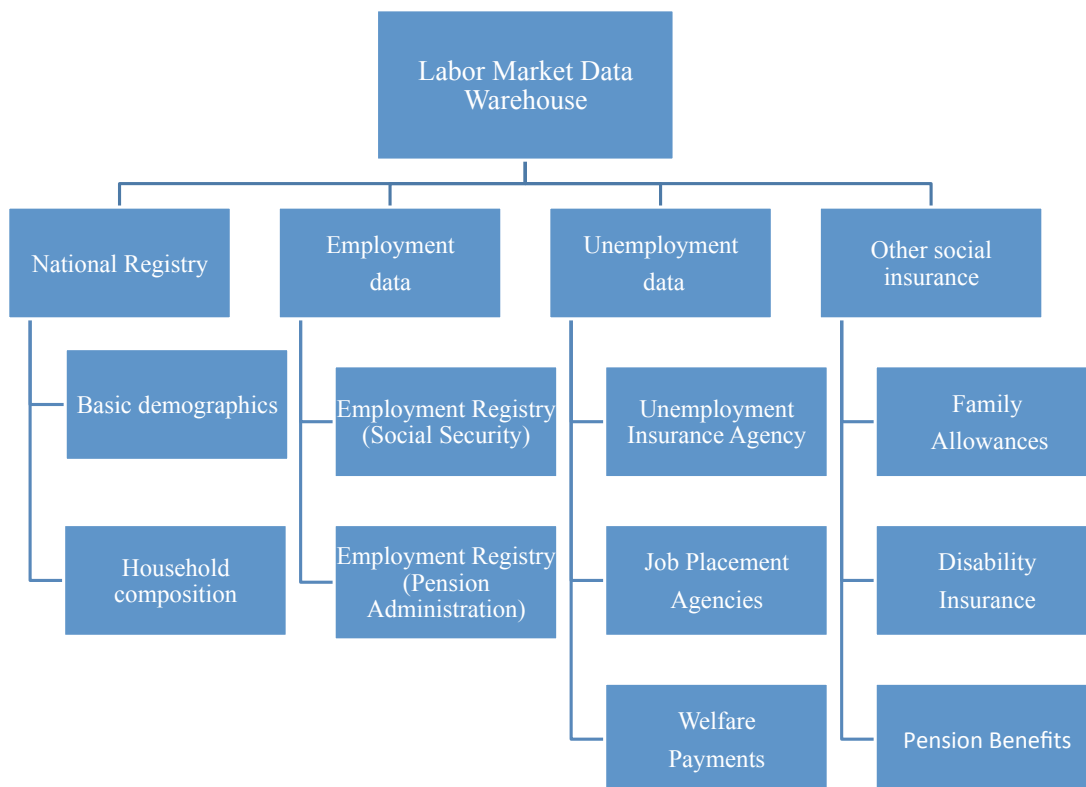 Labor Market Data
Warehouse
National Registry
Basic demographics
Household
composition
Employment
data
Employment Registry
(Social Security)
Employment Registry
(Pension
Administration)
Unemployment
data
Unemployment
Insurance Agency
Job Placement
Agencies
Welfare
Payments
Other social
insurance
Family
Allowances
Disability
Insurance
Pension Benefits